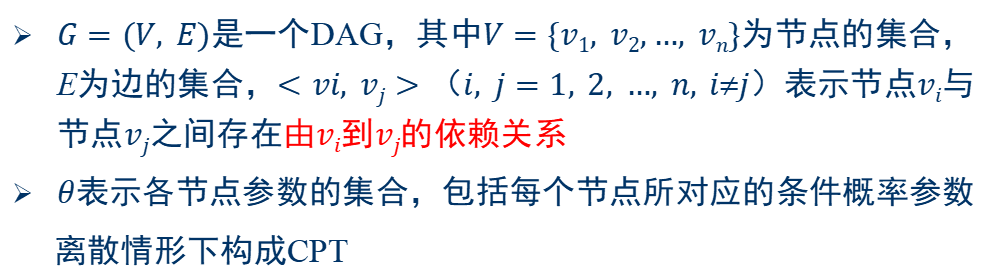 ➢ G = (V, E)是一个DAG，其中V = {v₁, v₂, ..., vₙ}为节点的集合，
E为边的集合，< vi, vⱼ >（i, j = 1, 2, ..., n, i≠j）表示节点vᵢ与
节点vⱼ之间存在由vᵢ到vⱼ的依赖关系
➢ θ表示各节点参数的集合，包括每个节点所对应的条件概率参数
离散情形下构成CPT